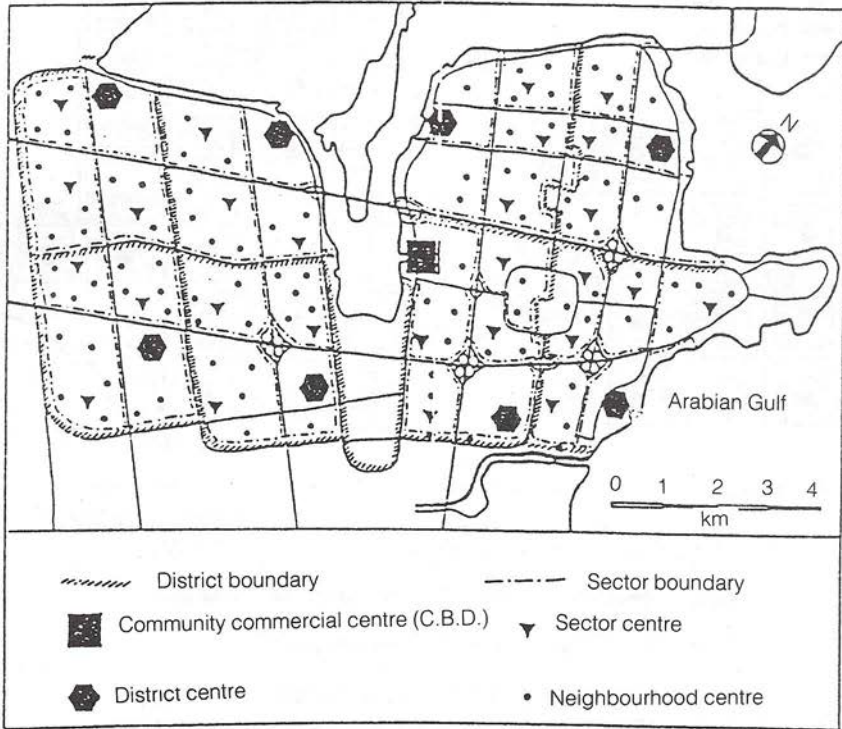 N
Arabian Gulf
0 1 2 3 4
km
District boundary
Sector boundary
Community commercial centre (C.B.D.)
Sector centre
District centre
Neighbourhood centre